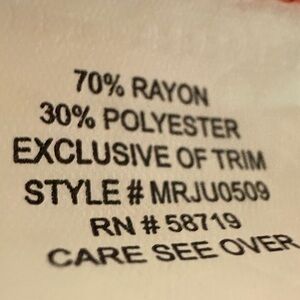 70% RAYON
30% POLYESTER
EXCLUSIVE OF TRIM
STYLE # MRJU0509
RN # 58719
CARE SEE OVER